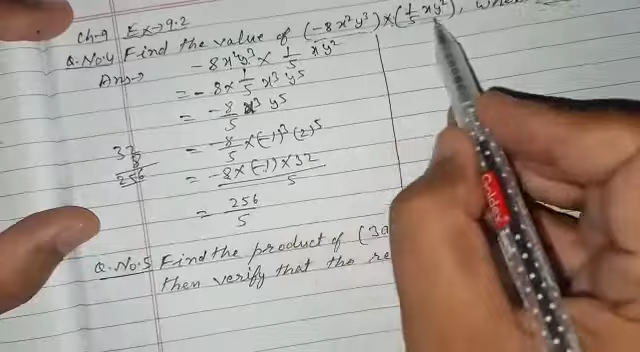 Ch-9 Ex→9.2
Q.No.4 Find the value of (-8x²y³)×(1/5 xy²), when
Ans→ -8x²y³ × 1/5 xy²
= -8 × 1/5 x³ y⁵
= -8/5 x³ y⁵
= -8/5 × (-1)³ (2)⁵
= -8×(-1)×32/5
= 256/5
32
8
256
Q.No.5 Find the product of (3a
then verify that the re